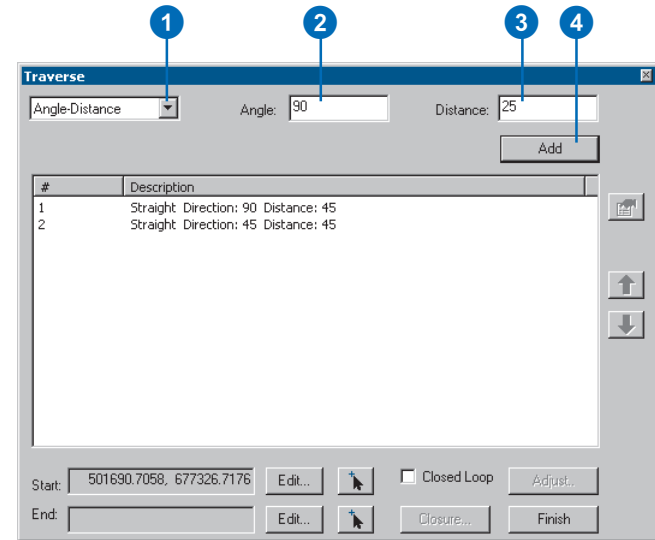 1 2 3 4
Traverse
Angle-Distance Angle: 90 Distance: 25
Add
# Description
1 Straight Direction: 90 Distance: 45
2 Straight Direction: 45 Distance: 45
Start: 501690.7058, 677326.7176 Edit... Closed Loop Adjust..
End: Edit... Closure... Finish